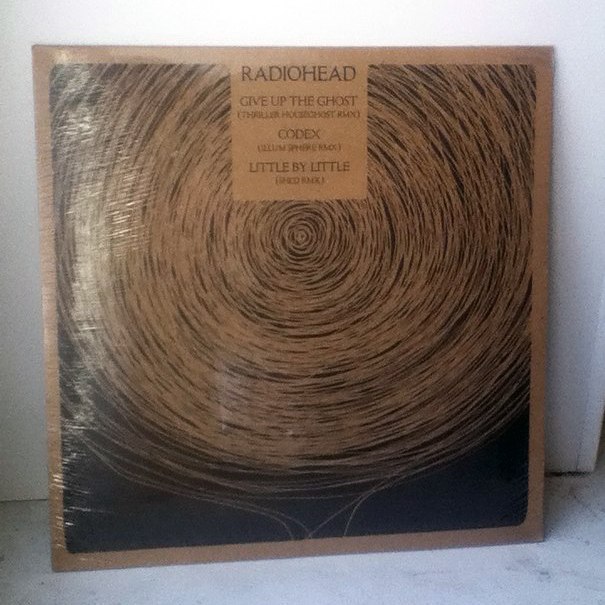 RADIOHEAD
GIVE UP THE GHOST
(THRILLER HOUSEGHOST RMX)
CODEX
(ILLUM SPHERE RMX)
LITTLE BY LITTLE
(SHED RMX)